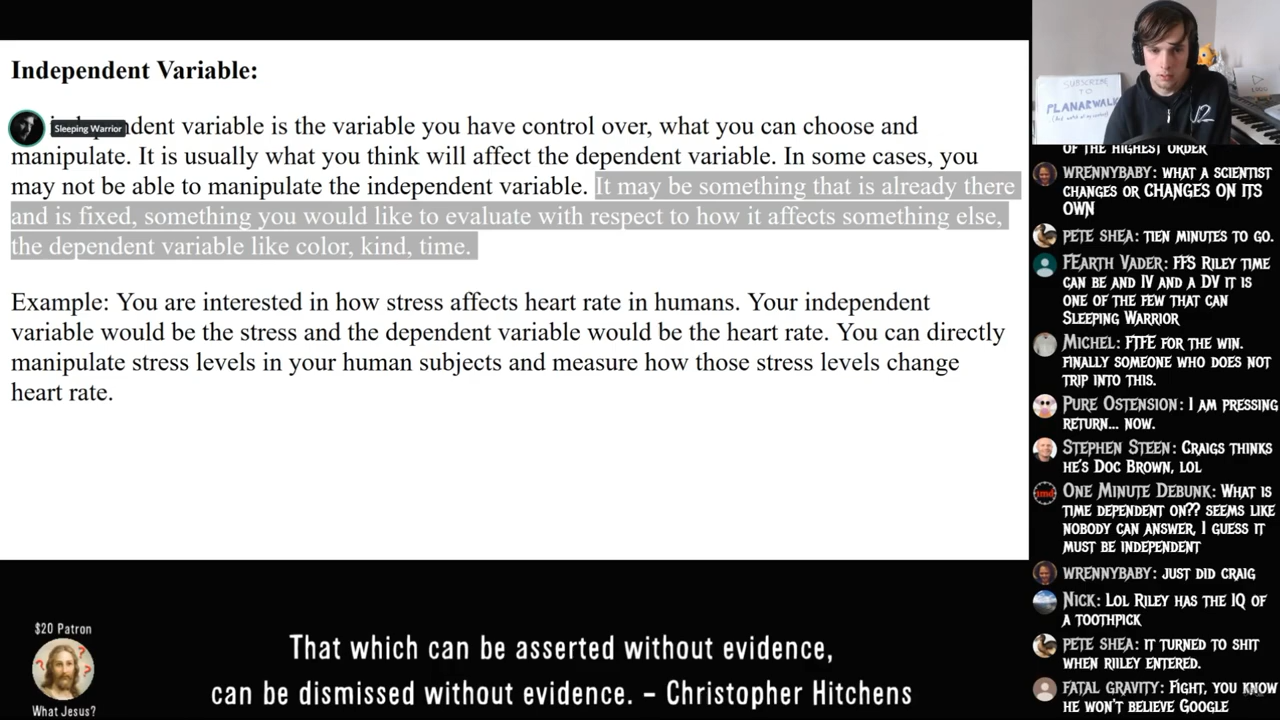 Independent Variable:
Sleeping Warrior
ndent variable is the variable you have control over, what you can choose and
manipulate. It is usually what you think will affect the dependent variable. In some cases, you
may not be able to manipulate the independent variable. It may be something that is already there
and is fixed, something you would like to evaluate with respect to how it affects something else,
the dependent variable like color, kind, time.
Example: You are interested in how stress affects heart rate in humans. Your independent
variable would be the stress and the dependent variable would be the heart rate. You can directly
manipulate stress levels in your human subjects and measure how those stress levels change
heart rate.
$20 Patron
What Jesus?
That which can be asserted without evidence,
can be dismissed without evidence. – Christopher Hitchens
SUBSCRIBE
TO:
PLANARWALK
U2
OF THE HIGHEST ORDER
WRENNYBABY: WHAT A SCIENTIST
CHANGES OR CHANGES ON ITS
OWN
PETE SHEA: TIEN MINUTES TO GO.
FEARTH VADER: FFS RILEY TIME
CAN BE AND IV AND A DV IT IS
ONE OF THE FEW THAT CAN
SLEEPING WARRIOR
MICHEL: FTFE FOR THE WIN.
FINALLY SOMEONE WHO DOES NOT
TRIP INTO THIS.
PURE OSTENSION: I AM PRESSING
RETURN... NOW.
STEPHEN STEEN: CRAIGS THINKS
HE'S DOC BROWN, LOL
ONE MINUTE DEBUNK: WHAT IS
TIME DEPENDENT ON?? SEEMS LIKE
NOBODY CAN ANSWER, I GUESS IT
MUST BE INDEPENDENT
WRENNYBABY: JUST DID CRAIG
NICK: LOL RILEY HAS THE IQ OF
A TOOTHPICK
PETE SHEA: IT TURNED TO SHIT
WHEN RIILEY ENTERED.
FATAL GRAVITY: FIGHT, YOU KNOW
HE WON'T BELIEVE GOOGLE